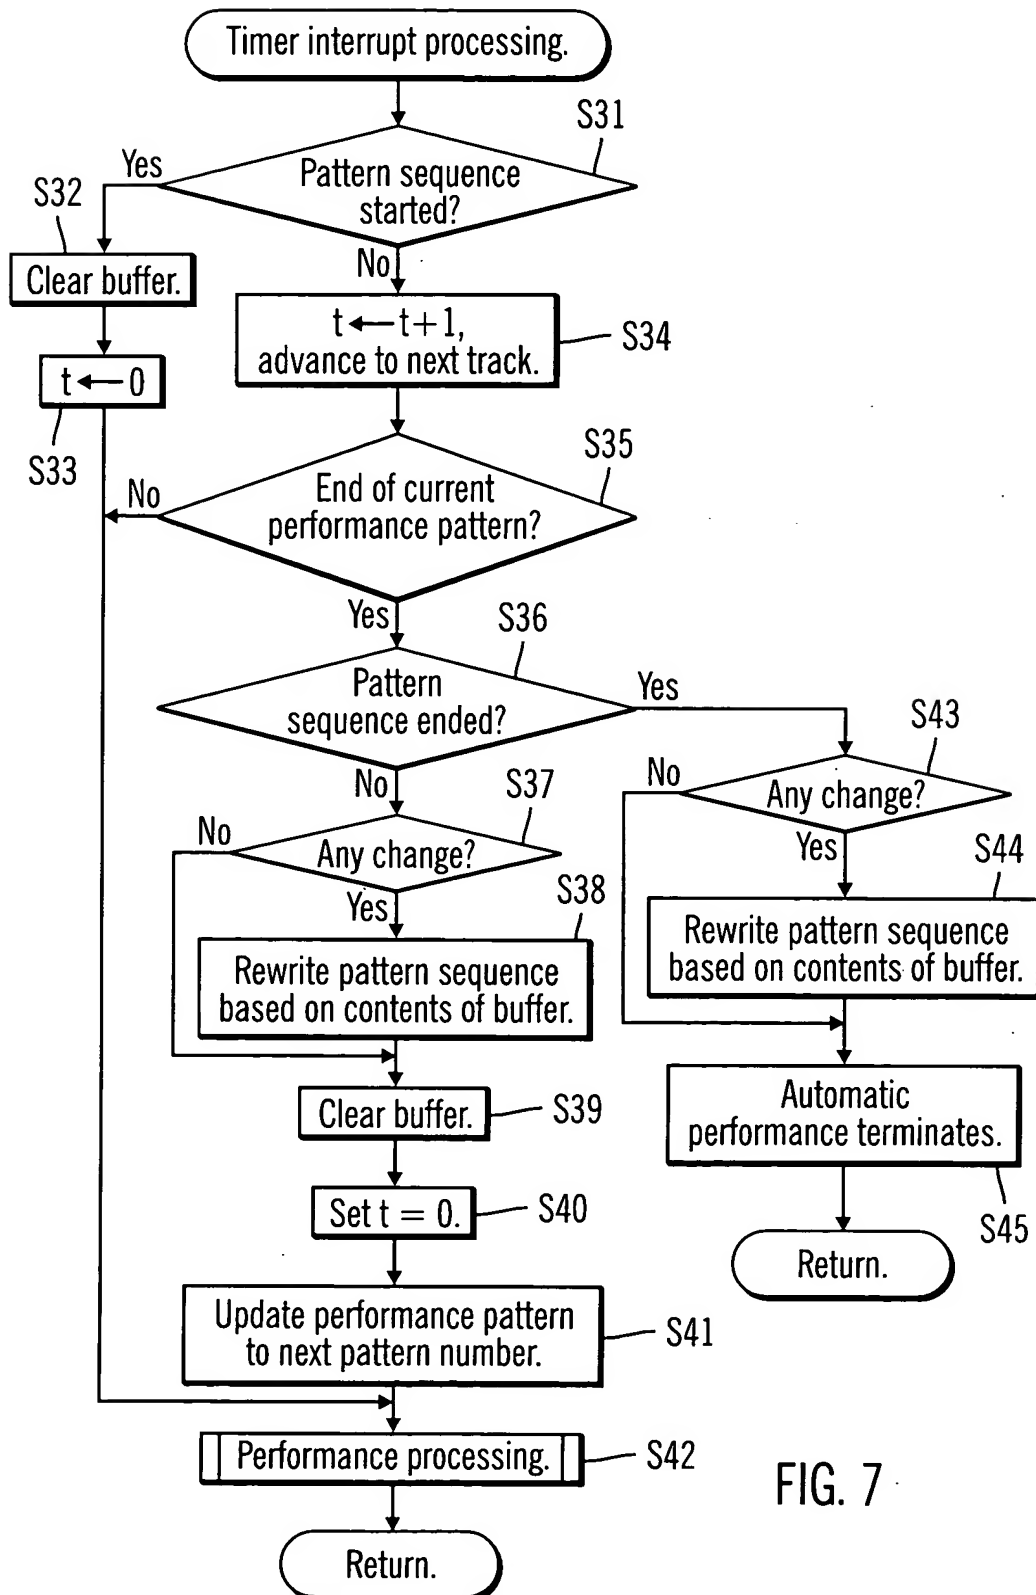 Timer interrupt processing.
S31
Yes
Pattern sequence
started?
S32
No
Clear buffer.
t ← t+1,
advance to next track.
S34
t ← 0
S33
S35
No
End of current
performance pattern?
Yes
S36
Pattern
sequence ended?
Yes
S43
No
S37
No
Any change?
No
Any change?
Yes
S44
Yes
S38
Rewrite pattern sequence
based on contents of buffer.
Rewrite pattern sequence
based on contents of buffer.
Clear buffer.
S39
Automatic
performance terminates.
Set t = 0.
S40
S45
Return.
Update performance pattern
to next pattern number.
S41
Performance processing.
S42
FIG. 7
Return.